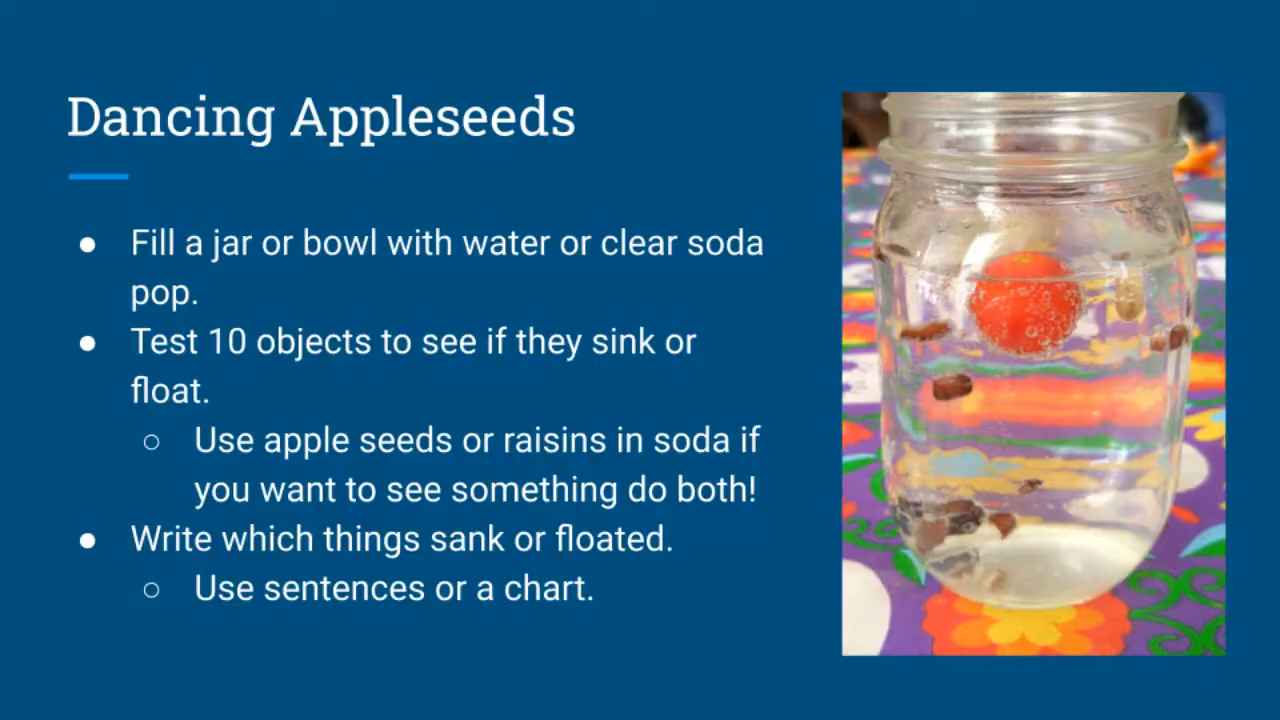 Dancing Appleseeds
● Fill a jar or bowl with water or clear soda
pop.
● Test 10 objects to see if they sink or
float.
○ Use apple seeds or raisins in soda if
you want to see something do both!
● Write which things sank or floated.
○ Use sentences or a chart.